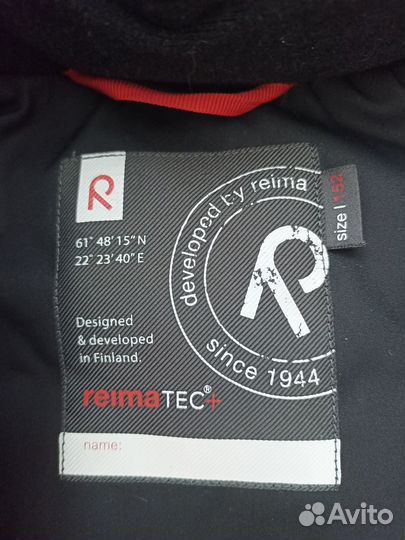 R
61° 48' 15" N
22° 23' 40" E
developed by reima
since 1944
R
size | 152
Designed
& developed
in Finland.
reimaTEC®+
name:
Avito